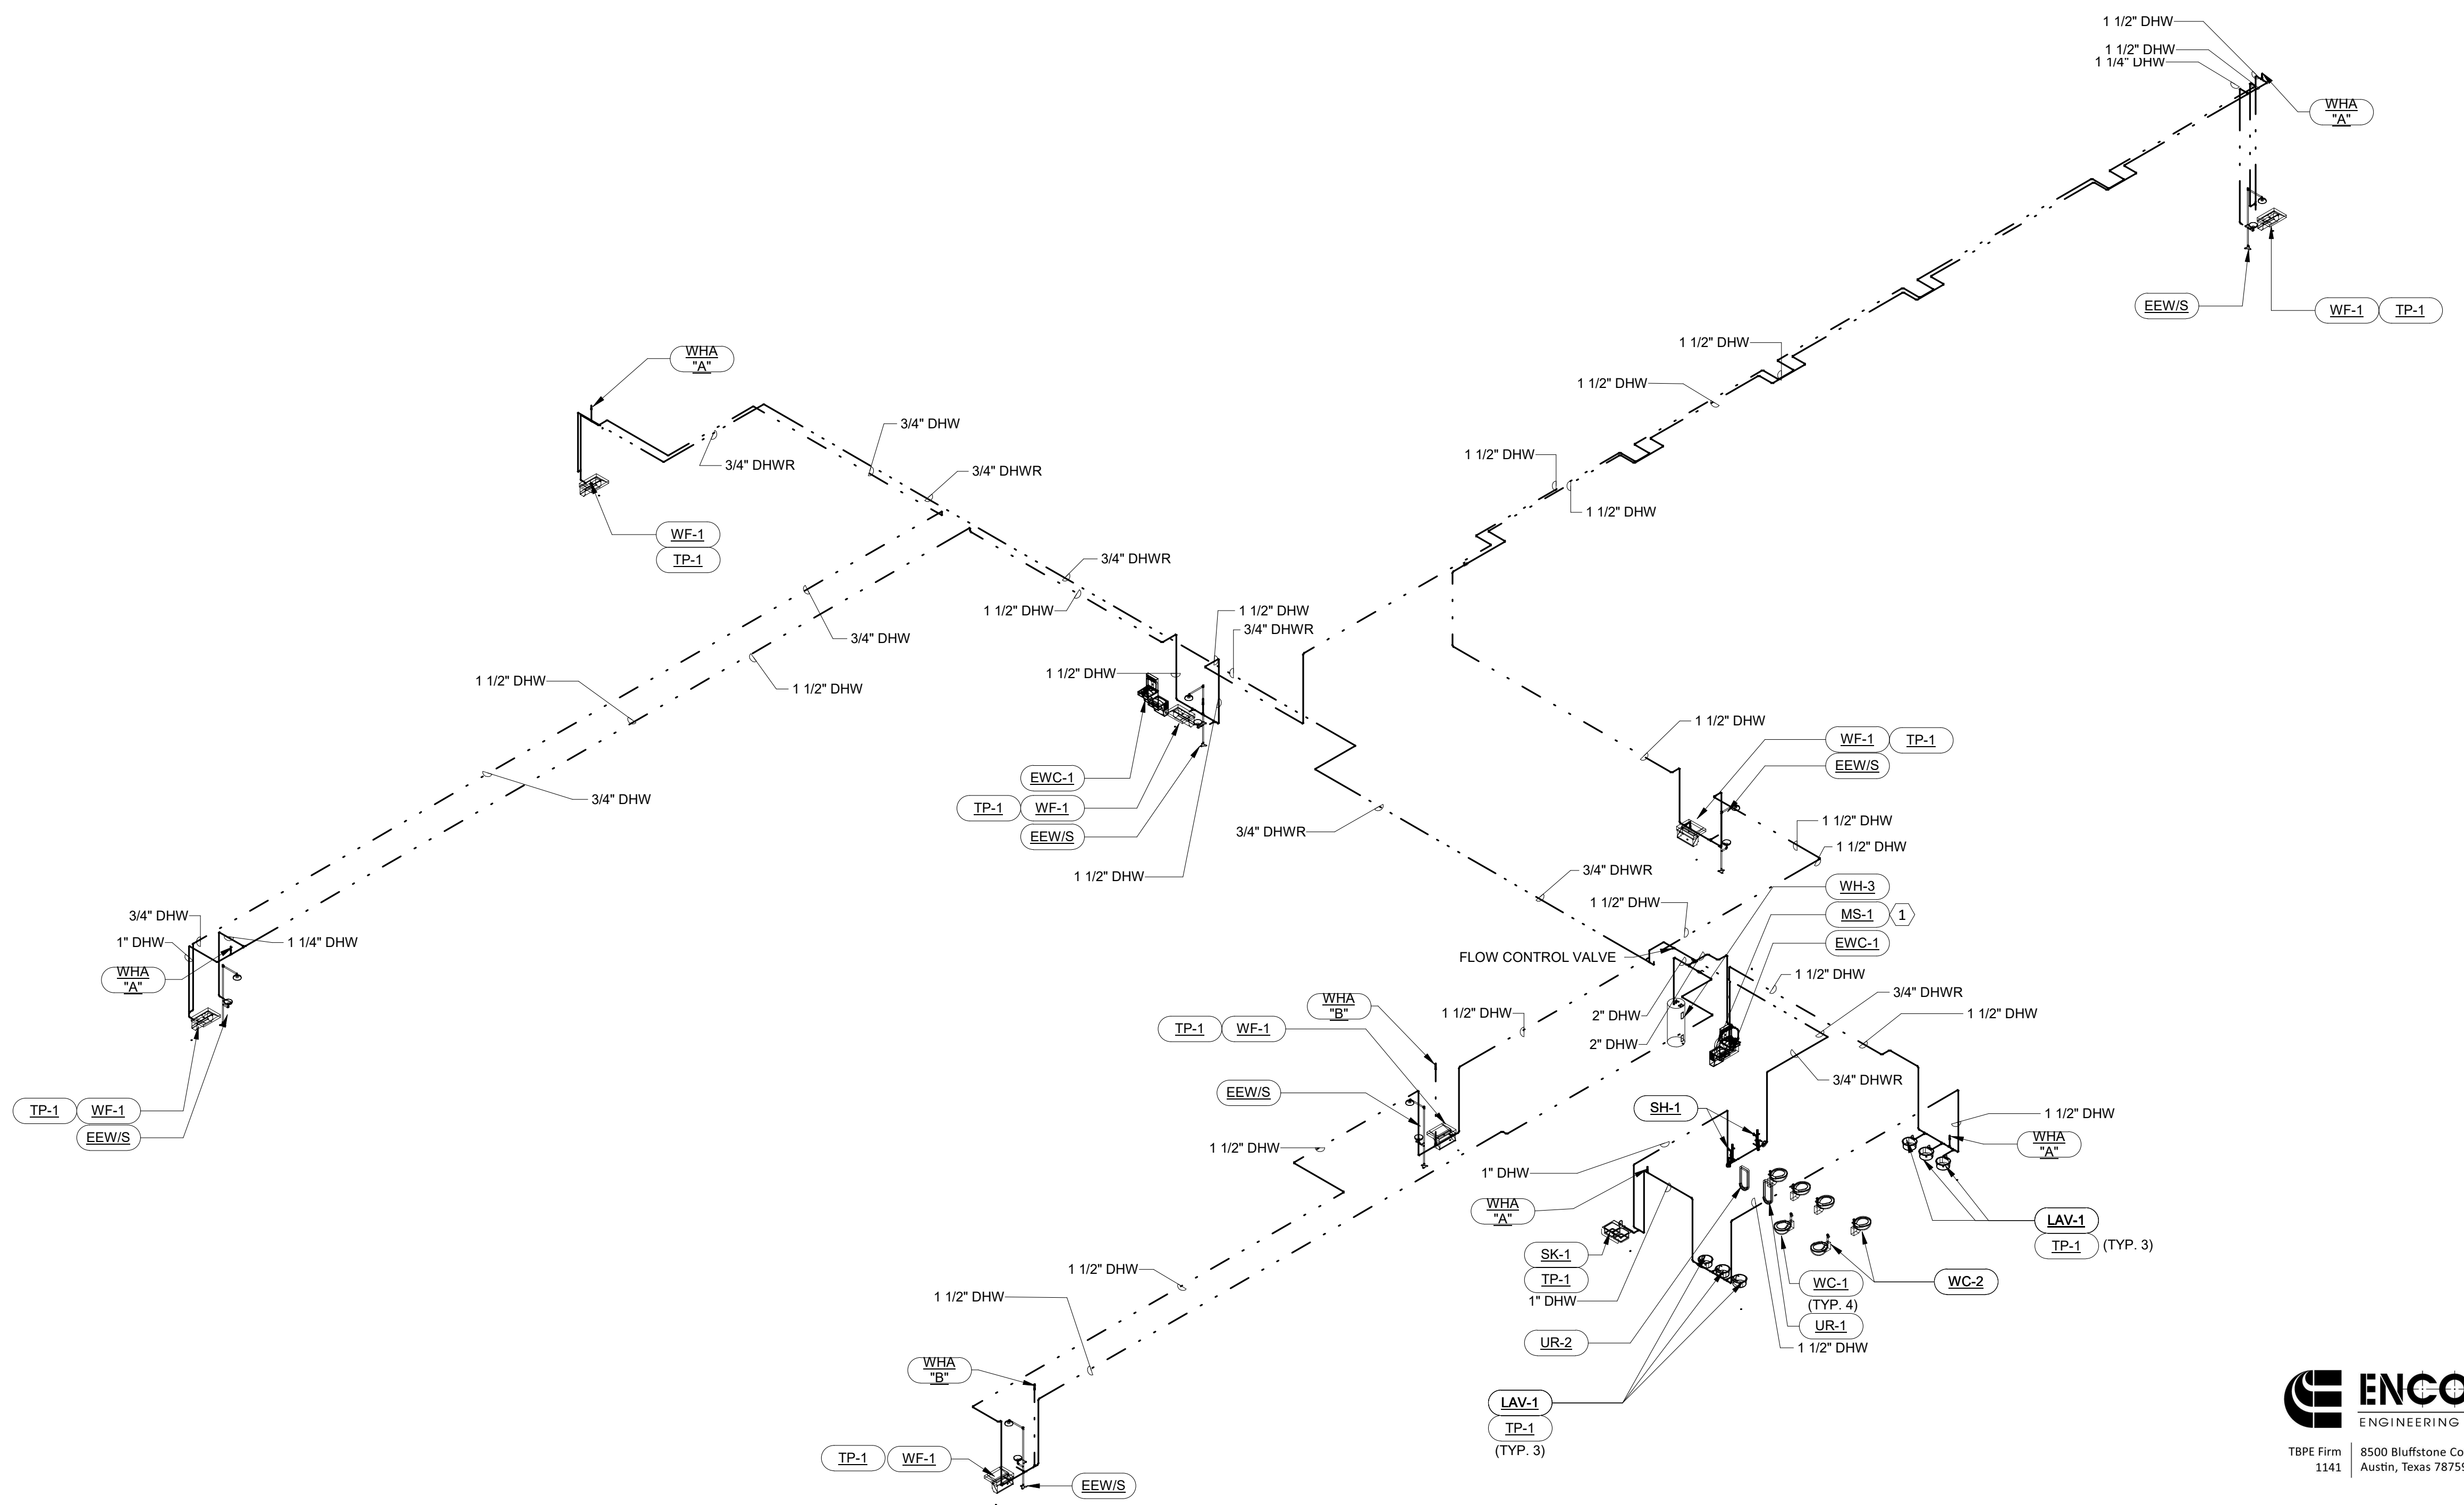 1 1/2" DHW
1 1/2" DHW
1 1/4" DHW
WHA
"A"
EEW/S
WF-1 TP-1
1 1/2" DHW
WHA
"A"
1 1/2" DHW
3/4" DHW
1 1/2" DHW
3/4" DHWR
3/4" DHWR
1 1/2" DHW
WF-1
TP-1
3/4" DHWR
1 1/2" DHW
1 1/2" DHW
3/4" DHWR
3/4" DHW
1 1/2" DHW
1 1/2" DHW
1 1/2" DHW
1 1/2" DHW
WF-1 TP-1
EEW/S
EWC-1
3/4" DHW
TP-1 WF-1
1 1/2" DHW
3/4" DHWR
EEW/S
1 1/2" DHW
1 1/2" DHW
3/4" DHWR
WH-3
1 1/2" DHW
MS-1 1
3/4" DHW
1" DHW
1 1/4" DHW
EWC-1
FLOW CONTROL VALVE
WHA
"A"
1 1/2" DHW
3/4" DHWR
WHA
"B"
1 1/2" DHW
2" DHW
1 1/2" DHW
TP-1 WF-1
2" DHW
3/4" DHWR
EEW/S
SH-1
TP-1 WF-1
1 1/2" DHW
EEW/S
1 1/2" DHW
WHA
"A"
1" DHW
WHA
"A"
LAV-1
TP-1 (TYP. 3)
SK-1
TP-1
1 1/2" DHW
WC-1
(TYP. 4)
WC-2
1 1/2" DHW
1" DHW
UR-1
UR-2
1 1/2" DHW
WHA
"B"
LAV-1
TP-1
(TYP. 3)
TP-1 WF-1
EEW/S
ENCO
ENGINEERING
TBPE Firm
1141
8500 Bluffstone Co
Austin, Texas 78759